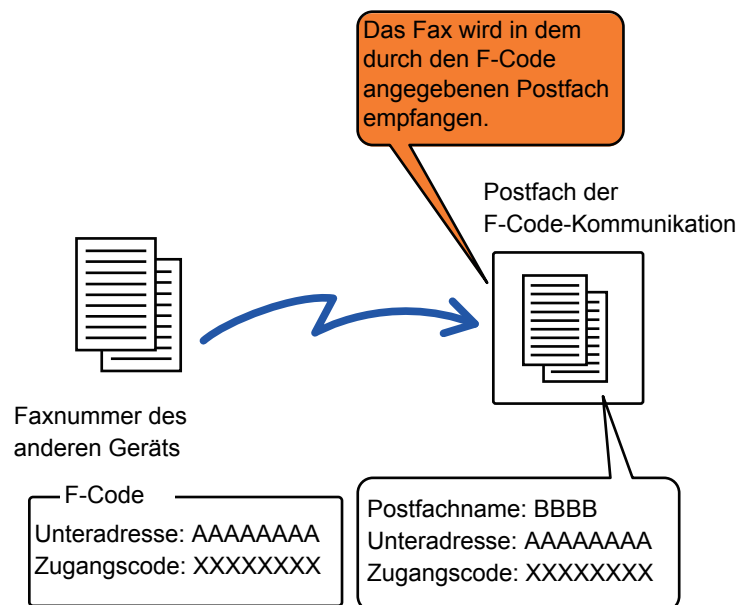 Das Fax wird in dem
durch den F-Code
angegebenen Postfach
empfangen.
Postfach der
F-Code-Kommunikation
Faxnummer des
anderen Geräts
F-Code
Unteradresse: AAAAAAAA
Zugangscode: XXXXXXXX
Postfachname: BBBB
Unteradresse: AAAAAAAA
Zugangscode: XXXXXXXX